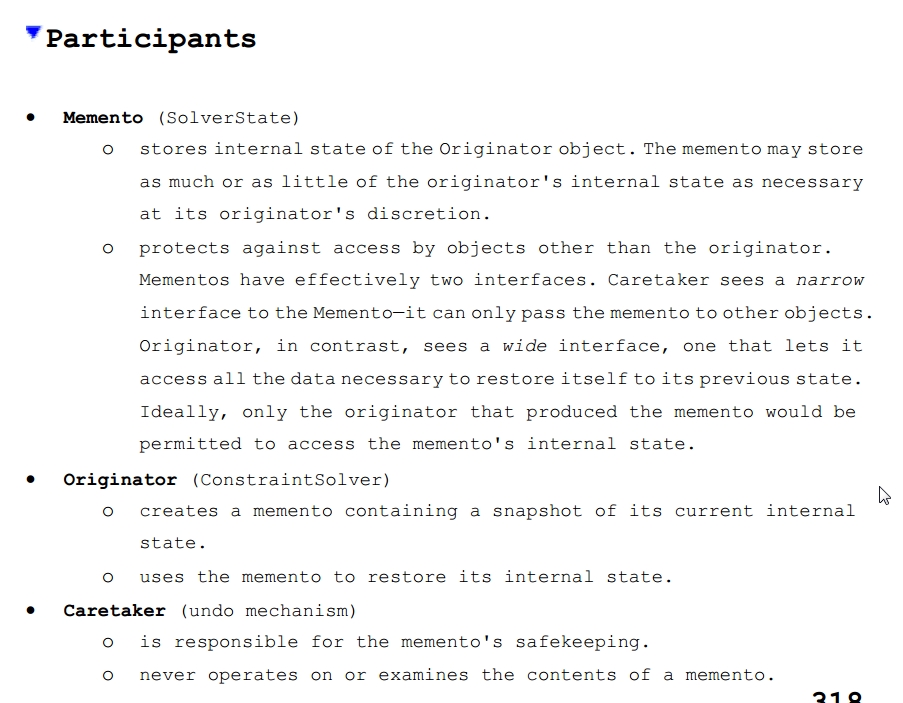 Participants
● Memento (SolverState)
o stores internal state of the Originator object. The memento may store
as much or as little of the originator's internal state as necessary
at its originator's discretion.
o protects against access by objects other than the originator.
Mementos have effectively two interfaces. Caretaker sees a narrow
interface to the Memento—it can only pass the memento to other objects.
Originator, in contrast, sees a wide interface, one that lets it
access all the data necessary to restore itself to its previous state.
Ideally, only the originator that produced the memento would be
permitted to access the memento's internal state.
● Originator (ConstraintSolver)
o creates a memento containing a snapshot of its current internal
state.
o uses the memento to restore its internal state.
● Caretaker (undo mechanism)
o is responsible for the memento's safekeeping.
o never operates on or examines the contents of a memento.
318